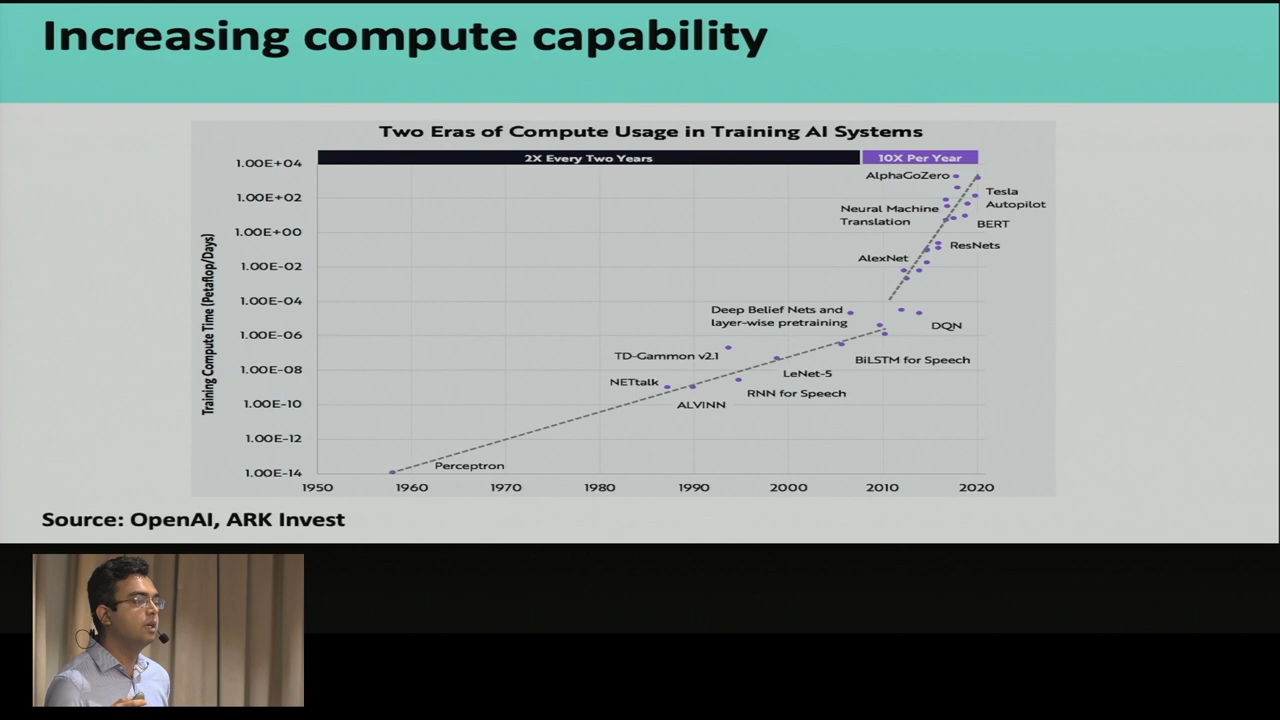 Increasing compute capability
Two Eras of Compute Usage in Training AI Systems
2X Every Two Years
10X Per Year
Training Compute Time (Petaflop/Days)
1.00E+04
1.00E+02
1.00E+00
1.00E-02
1.00E-04
1.00E-06
1.00E-08
1.00E-10
1.00E-12
1.00E-14
AlphaGoZero
Tesla
Autopilot
Neural Machine
Translation
BERT
ResNets
AlexNet
Deep Belief Nets and
layer-wise pretraining
DQN
TD-Gammon v2.1
BiLSTM for Speech
LeNet-5
NETtalk
RNN for Speech
ALVINN
Perceptron
1950
1960
1970
1980
1990
2000
2010
2020
Source: OpenAI, ARK Invest